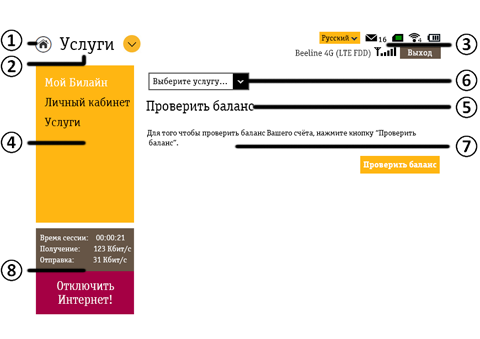 1
Услуги
Русский
16
4
3
Beeline 4G (LTE FDD)
Выход
2
Мой Билайн
Личный кабинет
Услуги
4
Выберите услугу...
6
Проверить баланс
5
Для того чтобы проверить баланс Вашего счёта, нажмите кнопку "Проверить
баланс".
7
Проверить баланс
Время сессии: 00:00:21
Получение: 123 Кбит/с
Отправка: 31 Кбит/с
8
Отключить
Интернет!